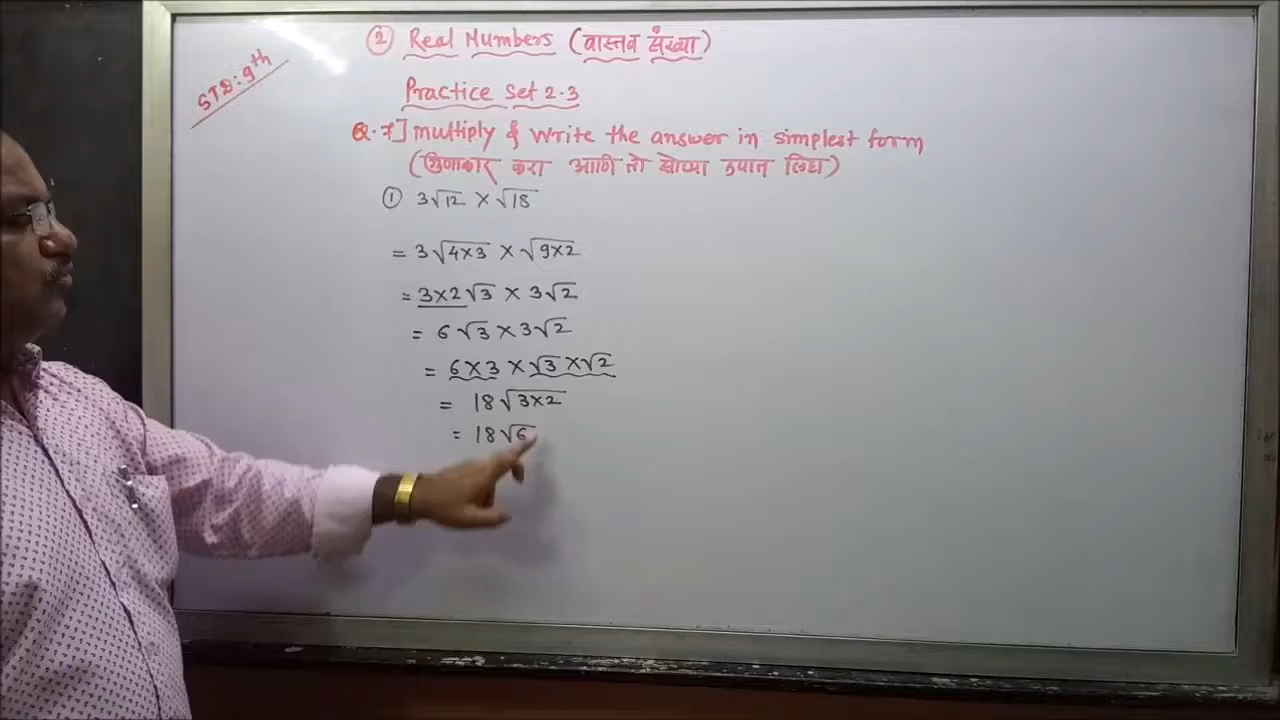 ② Real Numbers (वास्तव संख्या)
STD: 9th
Practice Set 2.3
Q.7] multiply & Write the answer in simplest form
(गुणाकार करा आणि तो सोप्या रुपात लिहा)
① 3√12 × √18
= 3√4×3 × √9×2
= 3×2√3 × 3√2
= 6√3 × 3√2
= 6×3 × √3 × √2
= 18√3×2
= 18√6